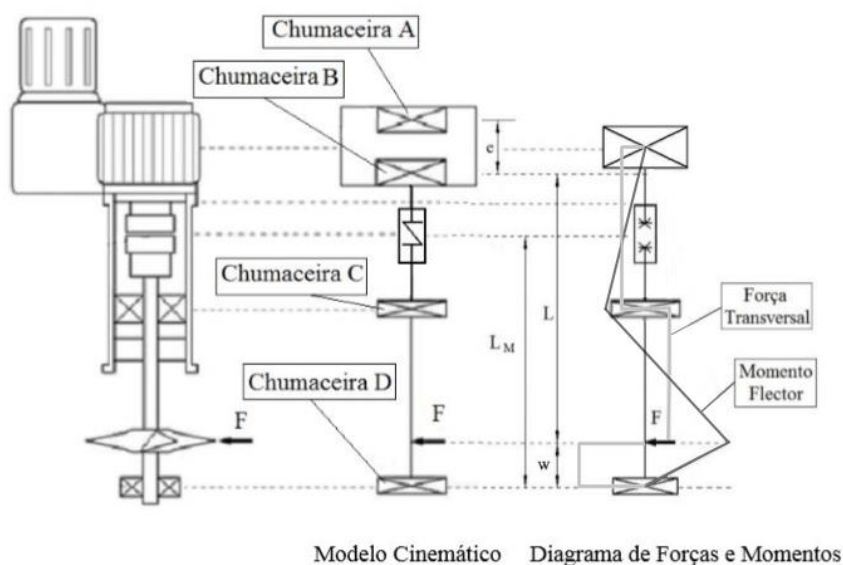 Chumaceira A
Chumaceira B
e
Chumaceira C
L
L M
Força
Transversal
Chumaceira D
Momento
Flector
F
F
F
w
Modelo Cinemático
Diagrama de Forças e Momentos